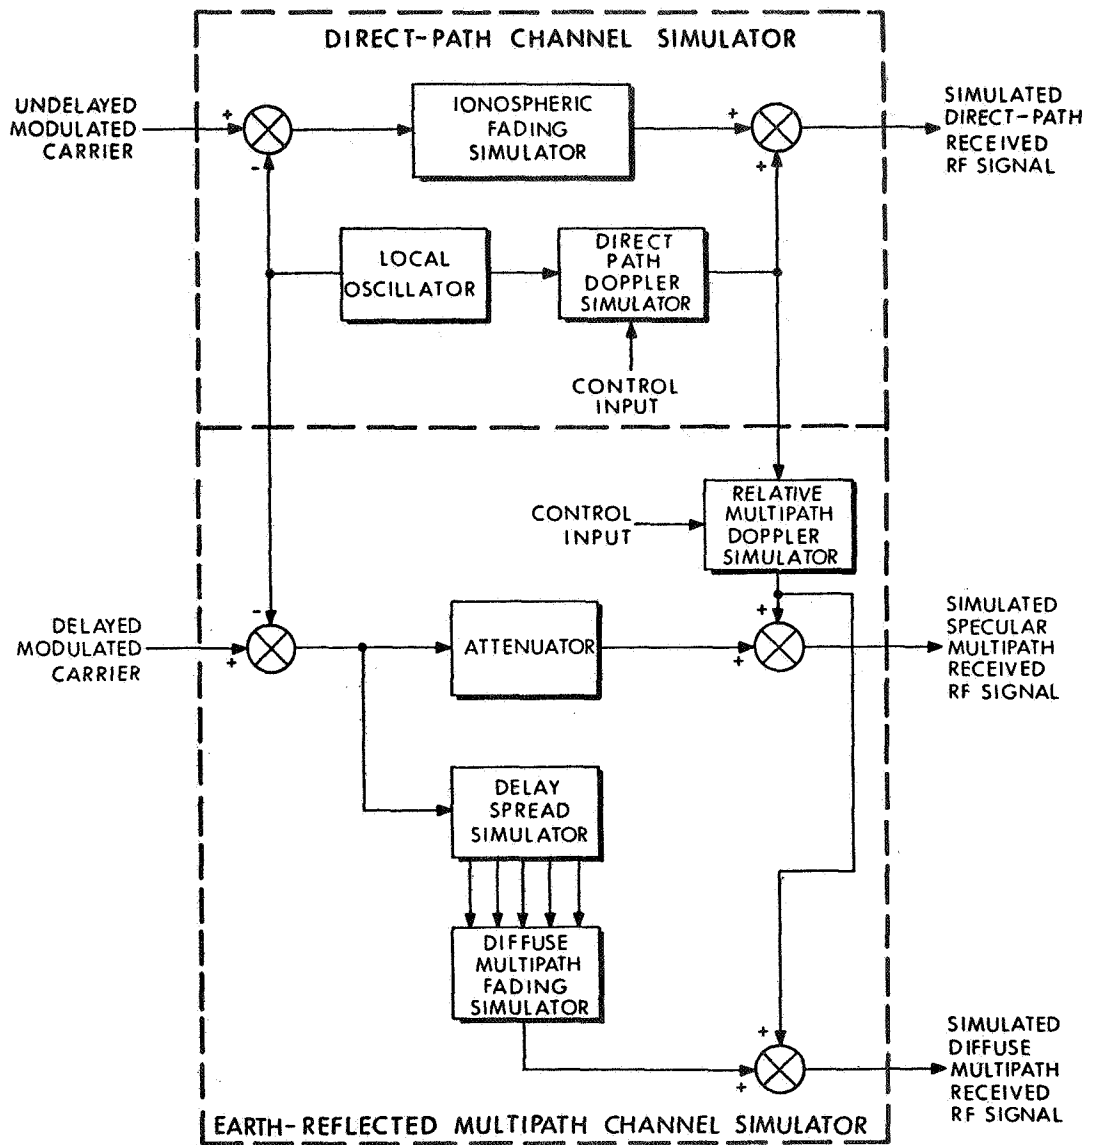 DIRECT-PATH CHANNEL SIMULATOR
UNDELAYED
MODULATED
CARRIER
+
-
IONOSPHERIC
FADING
SIMULATOR
+
+
SIMULATED
DIRECT-PATH
RECEIVED
RF SIGNAL
LOCAL
OSCILLATOR
DIRECT
PATH
DOPPLER
SIMULATOR
CONTROL
INPUT
CONTROL
INPUT
RELATIVE
MULTIPATH
DOPPLER
SIMULATOR
DELAYED
MODULATED
CARRIER
-
+
ATTENUATOR
+
+
SIMULATED
SPECULAR
MULTIPATH
RECEIVED
RF SIGNAL
DELAY
SPREAD
SIMULATOR
DIFFUSE
MULTIPATH
FADING
SIMULATOR
+
+
SIMULATED
DIFFUSE
MULTIPATH
RECEIVED
RF SIGNAL
EARTH-REFLECTED MULTIPATH CHANNEL SIMULATOR